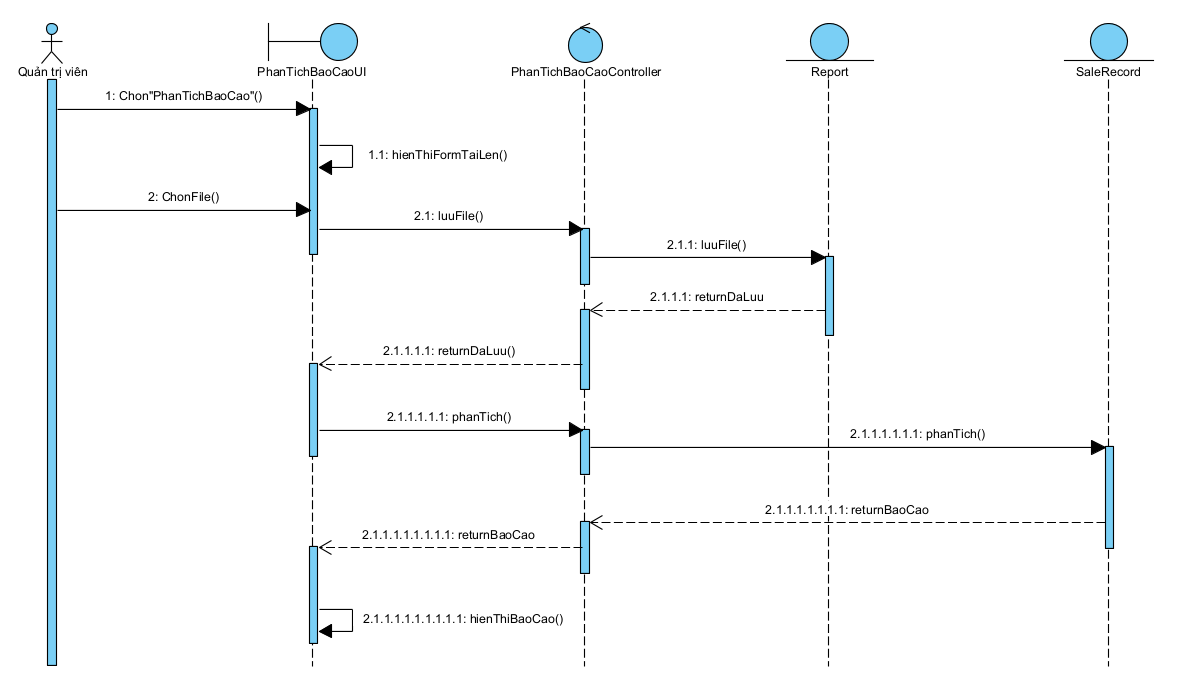 Quản trị viên
PhanTichBaoCaoUI
PhanTichBaoCaoController
Report
SaleRecord
1: Chon"PhanTichBaoCao"()
1.1: hienThiFormTaiLen()
2: ChonFile()
2.1: luuFile()
2.1.1: luuFile()
2.1.1.1: returnDaLuu
2.1.1.1.1: returnDaLuu()
2.1.1.1.1.1: phanTich()
2.1.1.1.1.1.1: phanTich()
2.1.1.1.1.1.1.1: returnBaoCao
2.1.1.1.1.1.1.1.1: returnBaoCao
2.1.1.1.1.1.1.1.1.1: hienThiBaoCao()